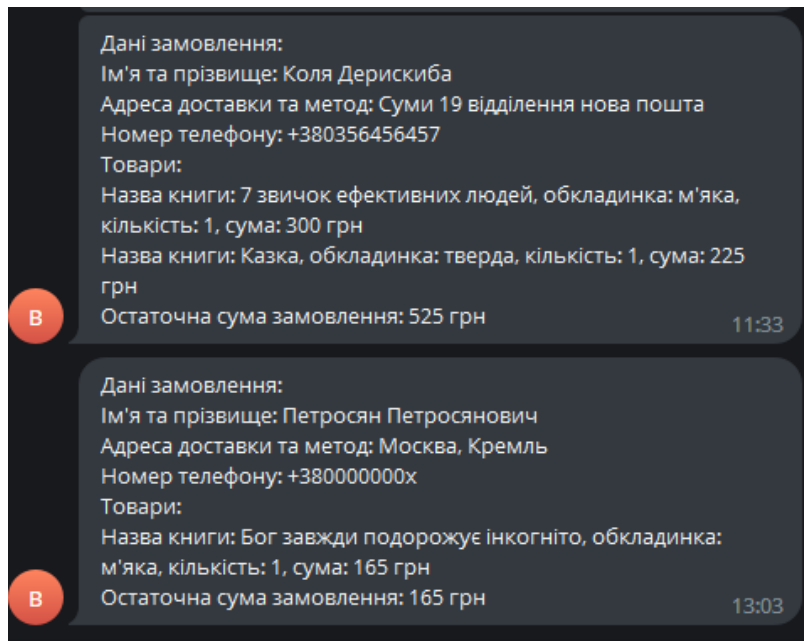 Дані замовлення:
Ім'я та прізвище: Коля Дерискиба
Адреса доставки та метод: Суми 19 відділення нова пошта
Номер телефону: +380356456457
Товари:
Назва книги: 7 звичок ефективних людей, обкладинка: м'яка,
кількість: 1, сума: 300 грн
Назва книги: Казка, обкладинка: тверда, кількість: 1, сума: 225
грн
Остаточна сума замовлення: 525 грн
11:33
В
Дані замовлення:
Ім'я та прізвище: Петросян Петросянович
Адреса доставки та метод: Москва, Кремль
Номер телефону: +380000000х
Товари:
Назва книги: Бог завжди подорожує інкогніто, обкладинка:
м'яка, кількість: 1, сума: 165 грн
Остаточна сума замовлення: 165 грн
13:03
В